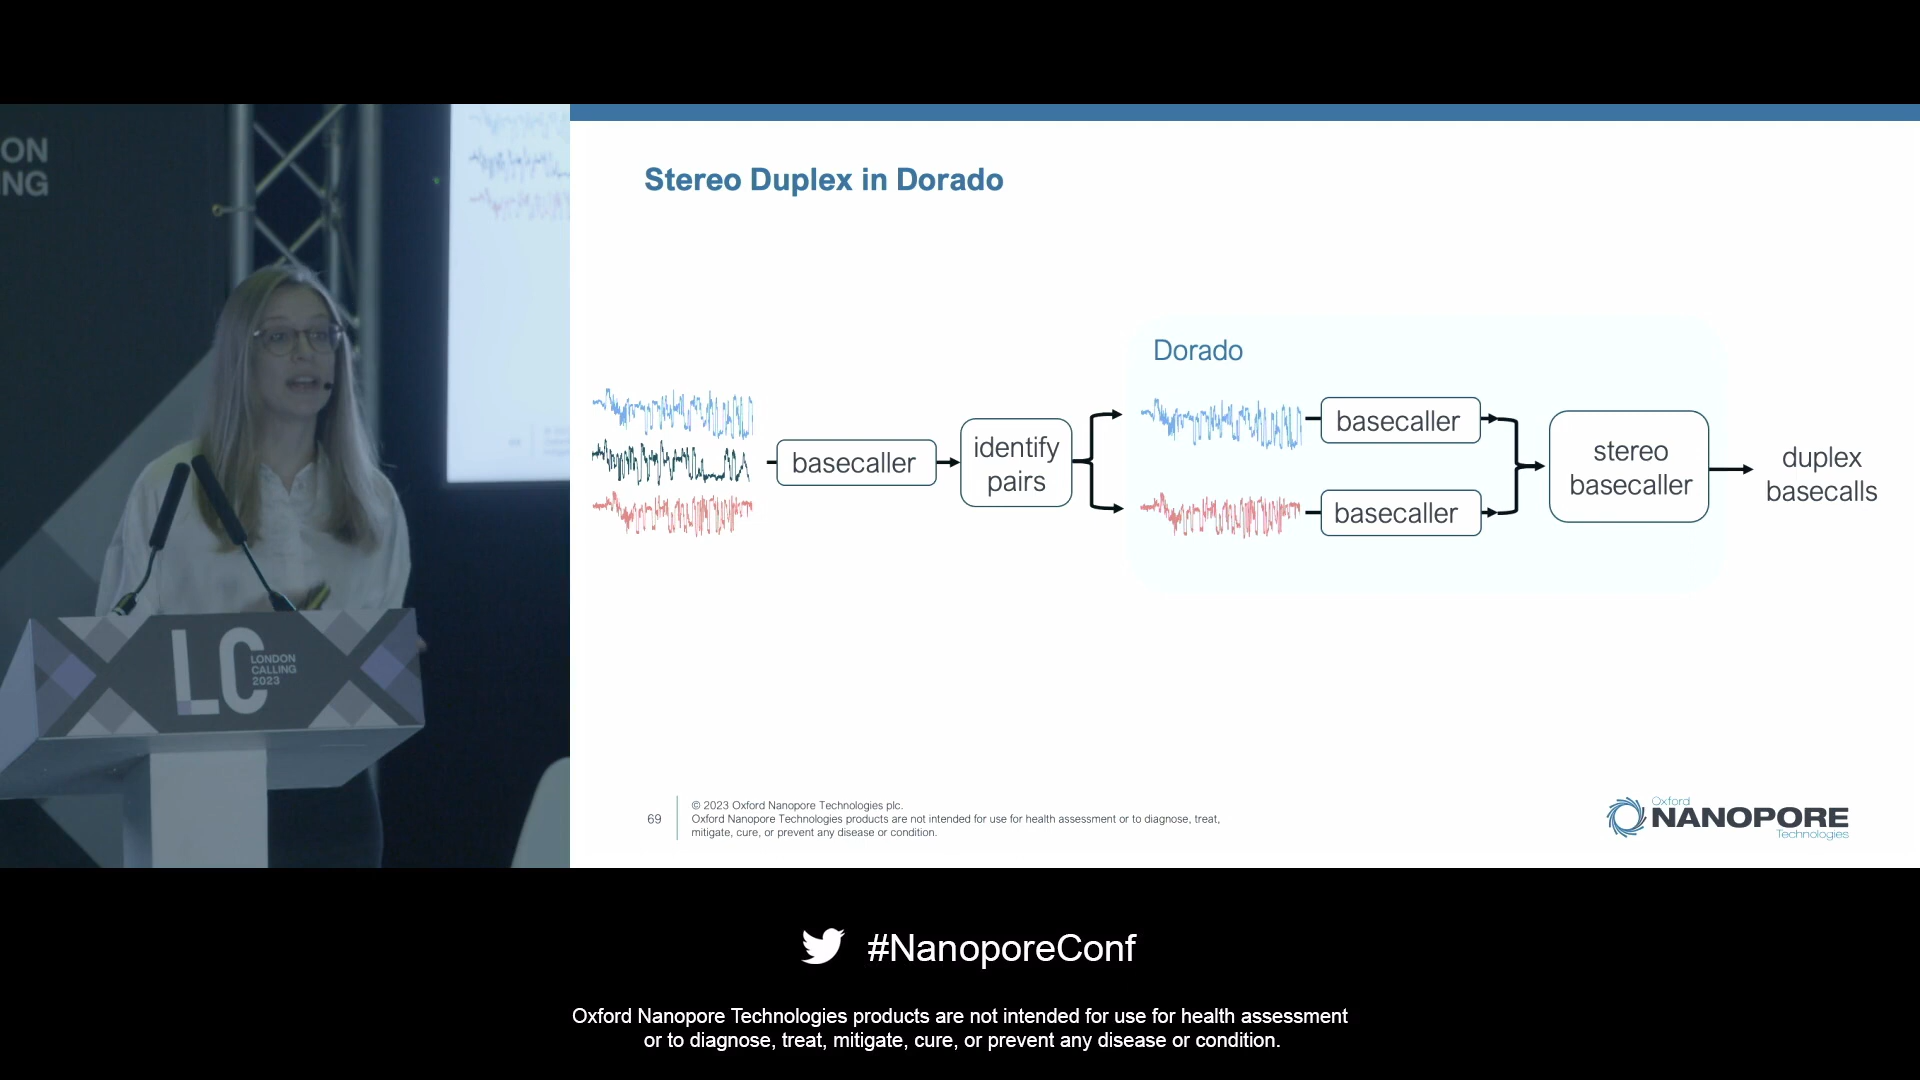 ON
NG
LC
LONDON
CALLING
2023
Stereo Duplex in Dorado
Dorado
basecaller
identify
pairs
basecaller
basecaller
stereo
basecaller
duplex
basecalls
69
© 2023 Oxford Nanopore Technologies plc.
Oxford Nanopore Technologies products are not intended for use for health assessment or to diagnose, treat,
mitigate, cure, or prevent any disease or condition.
Oxford
NANOPORE
Technologies
#NanoporeConf
Oxford Nanopore Technologies products are not intended for use for health assessment
or to diagnose, treat, mitigate, cure, or prevent any disease or condition.